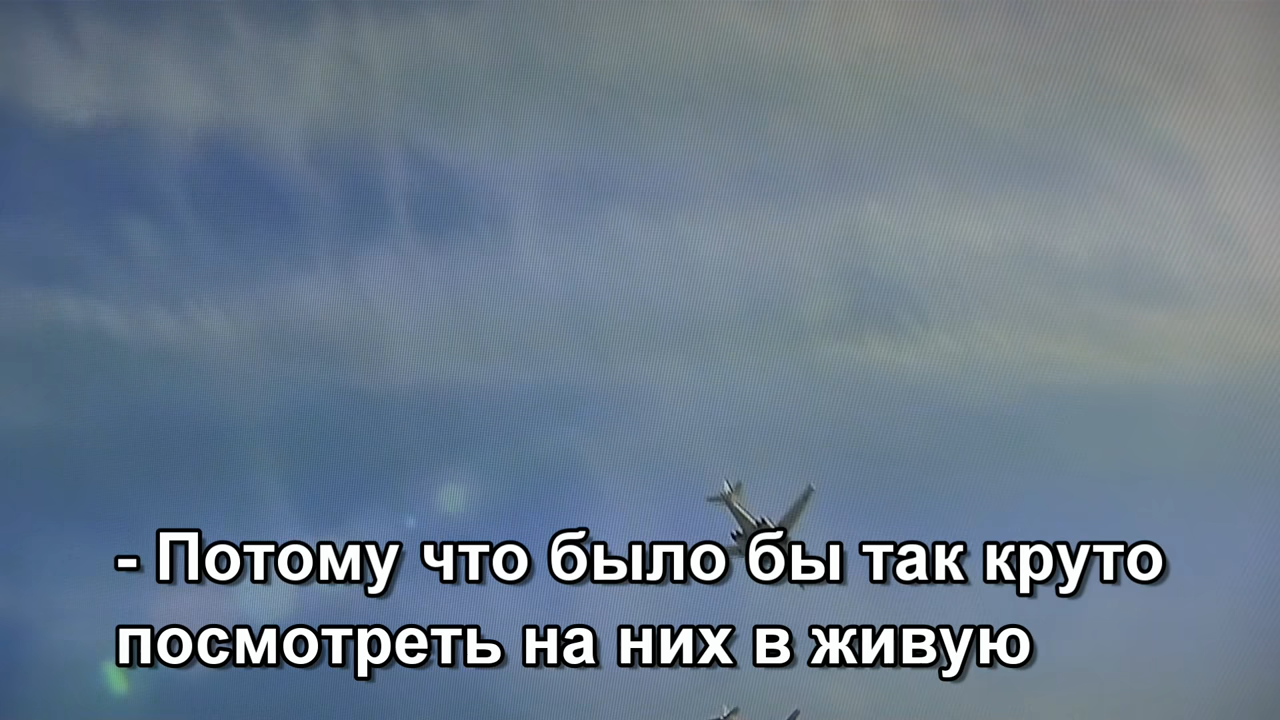 - Потому что было бы так круто
посмотреть на них в живую